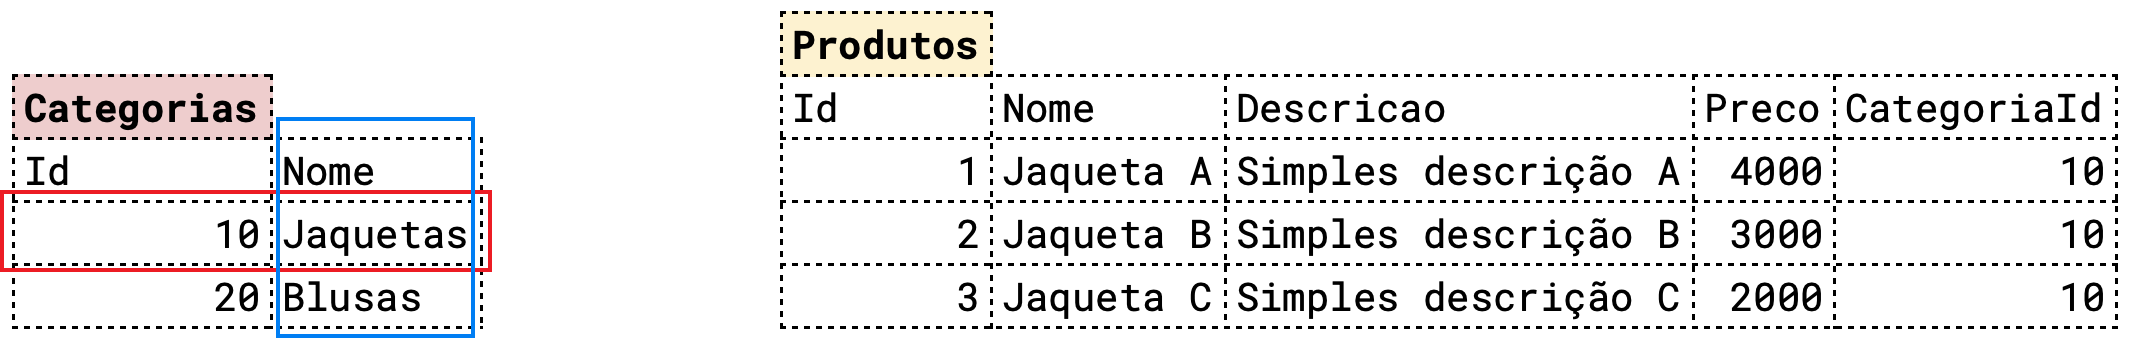 Categorias
Id Nome
10 Jaquetas
20 Blusas
Produtos
Id Nome Descricao Preco CategoriaId
1 Jaqueta A Simples descrição A 4000 10
2 Jaqueta B Simples descrição B 3000 10
3 Jaqueta C Simples descrição C 2000 10